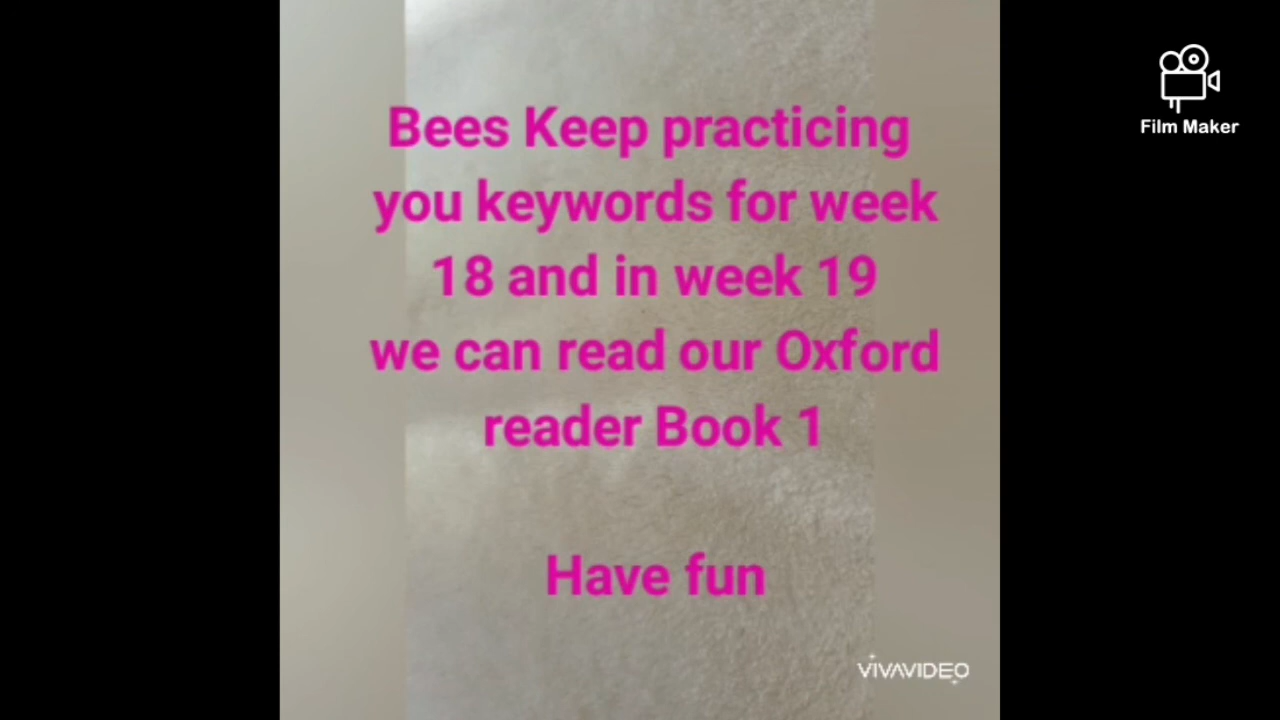 Bees Keep practicing
you keywords for week
18 and in week 19
we can read our Oxford
reader Book 1
Have fun
Film Maker
VIVAVIDEO